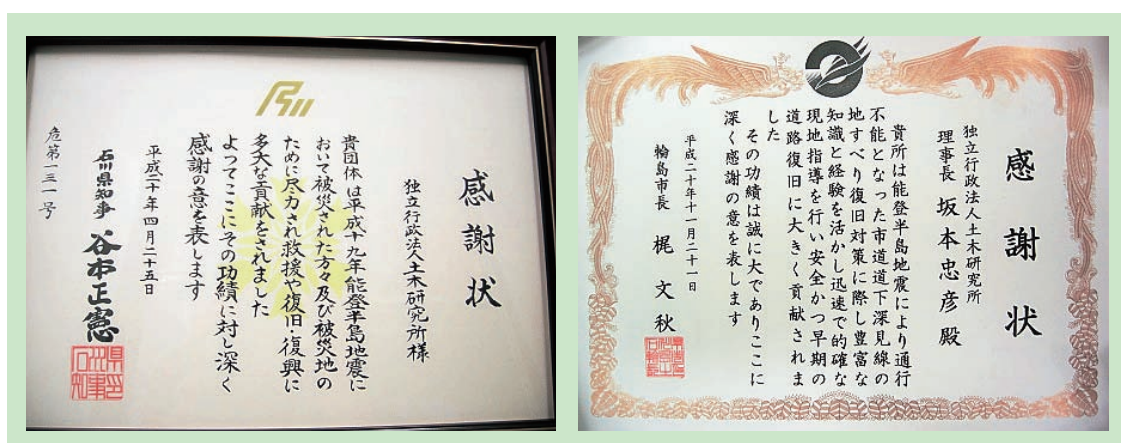 感謝状
独立行政法人土木研究所様
貴団体は平成十九年能登半島地震に
おいて被災された方々及び被災地の
ために尽力され救援や復旧・復興に
多大な貢献をされました
よってここにその功績に対し深く
感謝の意を表します
平成二十年四月二十五日
石川県知事 谷本正憲
危第一三一号
感謝状
独立行政法人土木研究所
理事長 坂本忠彦殿
貴所は能登半島地震により通行
不能となった市道道下深見線の
地すべり復旧対策に際し豊富な
知識と経験を活かし迅速で的確な
現地指導を行い安全かつ早期の
道路復旧に大きく貢献されま
した
その功績は誠に大でありここに
深く感謝の意を表します
平成二十年十一月二十一日
輪島市長 梶文秋